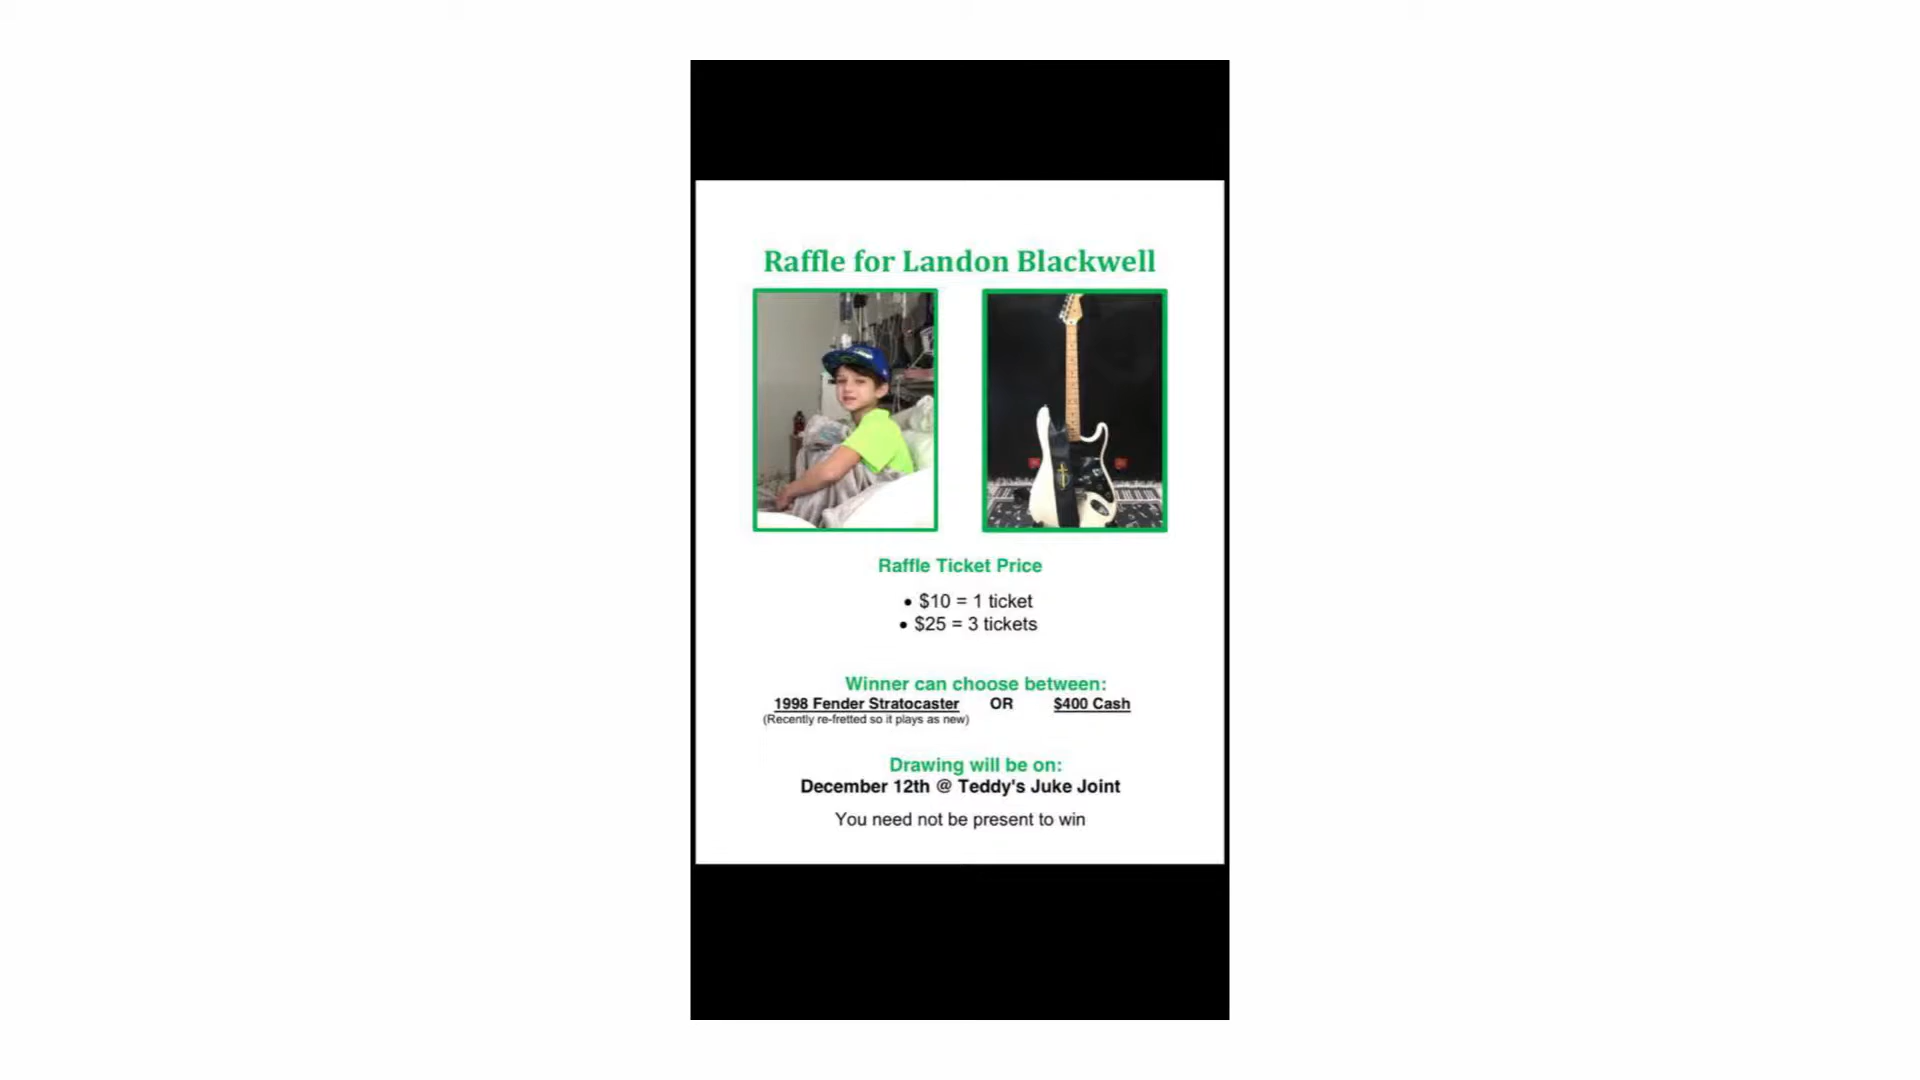 Raffle for Landon Blackwell
Raffle Ticket Price
• $10 = 1 ticket
• $25 = 3 tickets
Winner can choose between:
1998 Fender Stratocaster OR $400 Cash
(Recently re-fretted so it plays as new)
Drawing will be on:
December 12th @ Teddy's Juke Joint
You need not be present to win